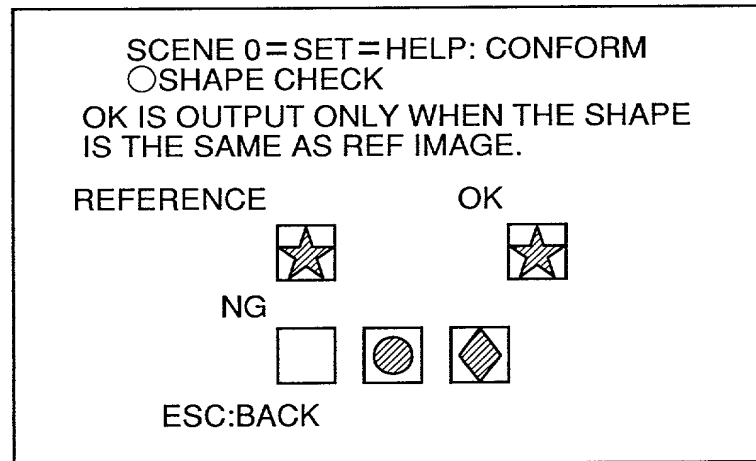 SCENE 0=SET=HELP: CONFORM
○SHAPE CHECK
OK IS OUTPUT ONLY WHEN THE SHAPE
IS THE SAME AS REF IMAGE.
REFERENCE OK
NG
ESC:BACK